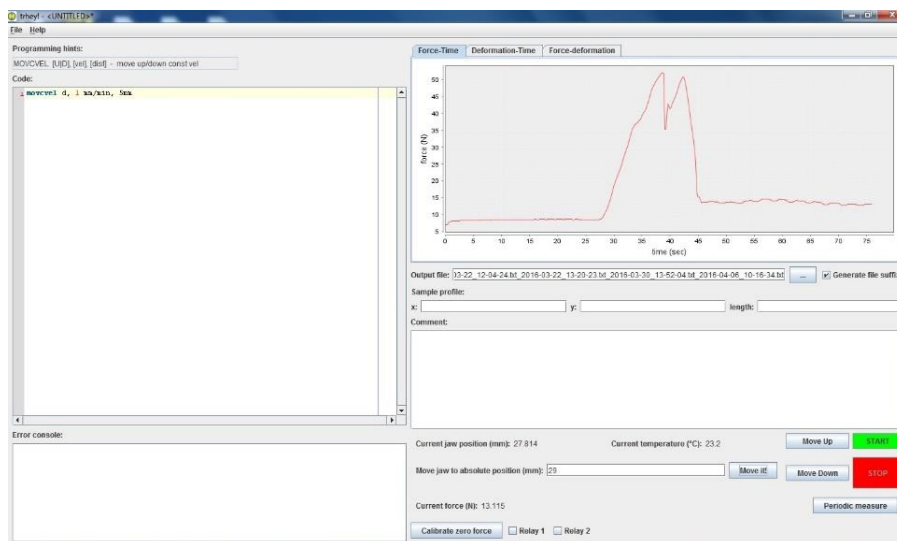 trhey! - <UNTITLED>*
File Help
Programming hints:
MOVCVEL, [U|D], [vel], [dist] - move up/down const vel
Code:
1 movcvel d, 1 mm/min, 5mm
Error console:
Force-Time Deformation-Time Force-deformation
force (N)
50
45
40
35
30
25
20
15
10
5
0 5 10 15 20 25 30 35 40 45 50 55 60 65 70 75
time (sec)
Output file: 03-22_12-04-24.txt_2016-03-22_13-20-23.txt_2016-03-30_13-52-04.txt_2016-04-06_10-16-34.txt ... Generate file suffi
Sample profile:
x: y: length:
Comment:
Current jaw position (mm): 27.814 Current temperature (°C): 23.2 Move Up START
Move jaw to absolute position (mm): 29 Move it! Move Down STOP
Current force (N): 13.115 Periodic measure
Calibrate zero force Relay 1 Relay 2